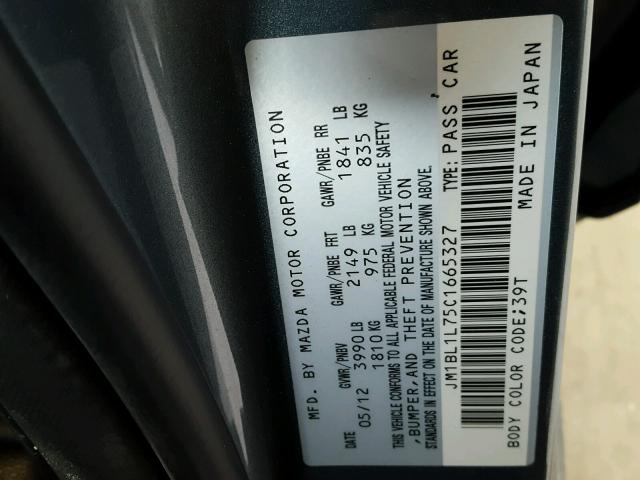 MFD. BY MAZDA MOTOR CORPORATION
DATE GVWR/PNBV GAWR/PNBE FRT GAWR/PNBE RR
05/12 3990 LB 2149 LB 1841 LB
1810 KG 975 KG 835 KG
THIS VEHICLE CONFORMS TO ALL APPLICABLE FEDERAL MOTOR VEHICLE SAFETY
, BUMPER, AND THEFT PREVENTION
STANDARDS IN EFFECT ON THE DATE OF MANUFACTURE SHOWN ABOVE.
JM1BL1L75C1665327 TYPE: PASS CAR
BODY COLOR CODE;39T MADE IN JAPAN